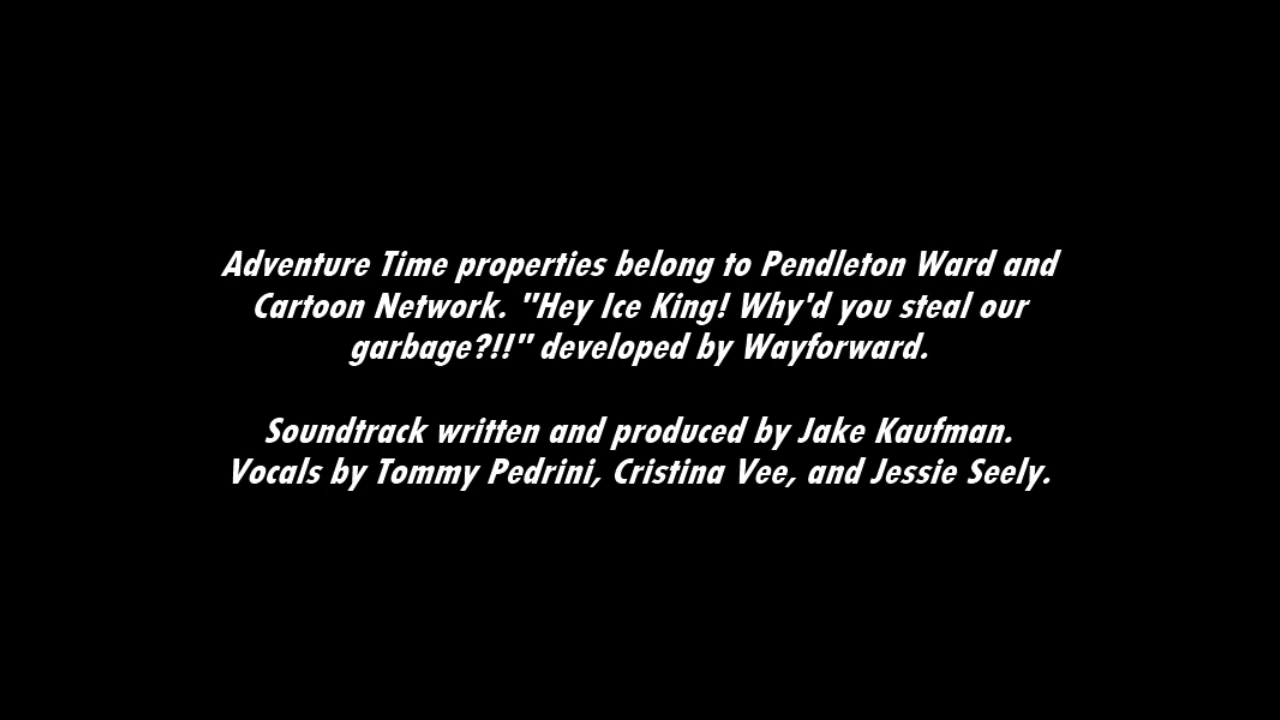 Adventure Time properties belong to Pendleton Ward and
Cartoon Network. "Hey Ice King! Why'd you steal our
garbage?!!" developed by Wayforward.
Soundtrack written and produced by Jake Kaufman.
Vocals by Tommy Pedrini, Cristina Vee, and Jessie Seely.